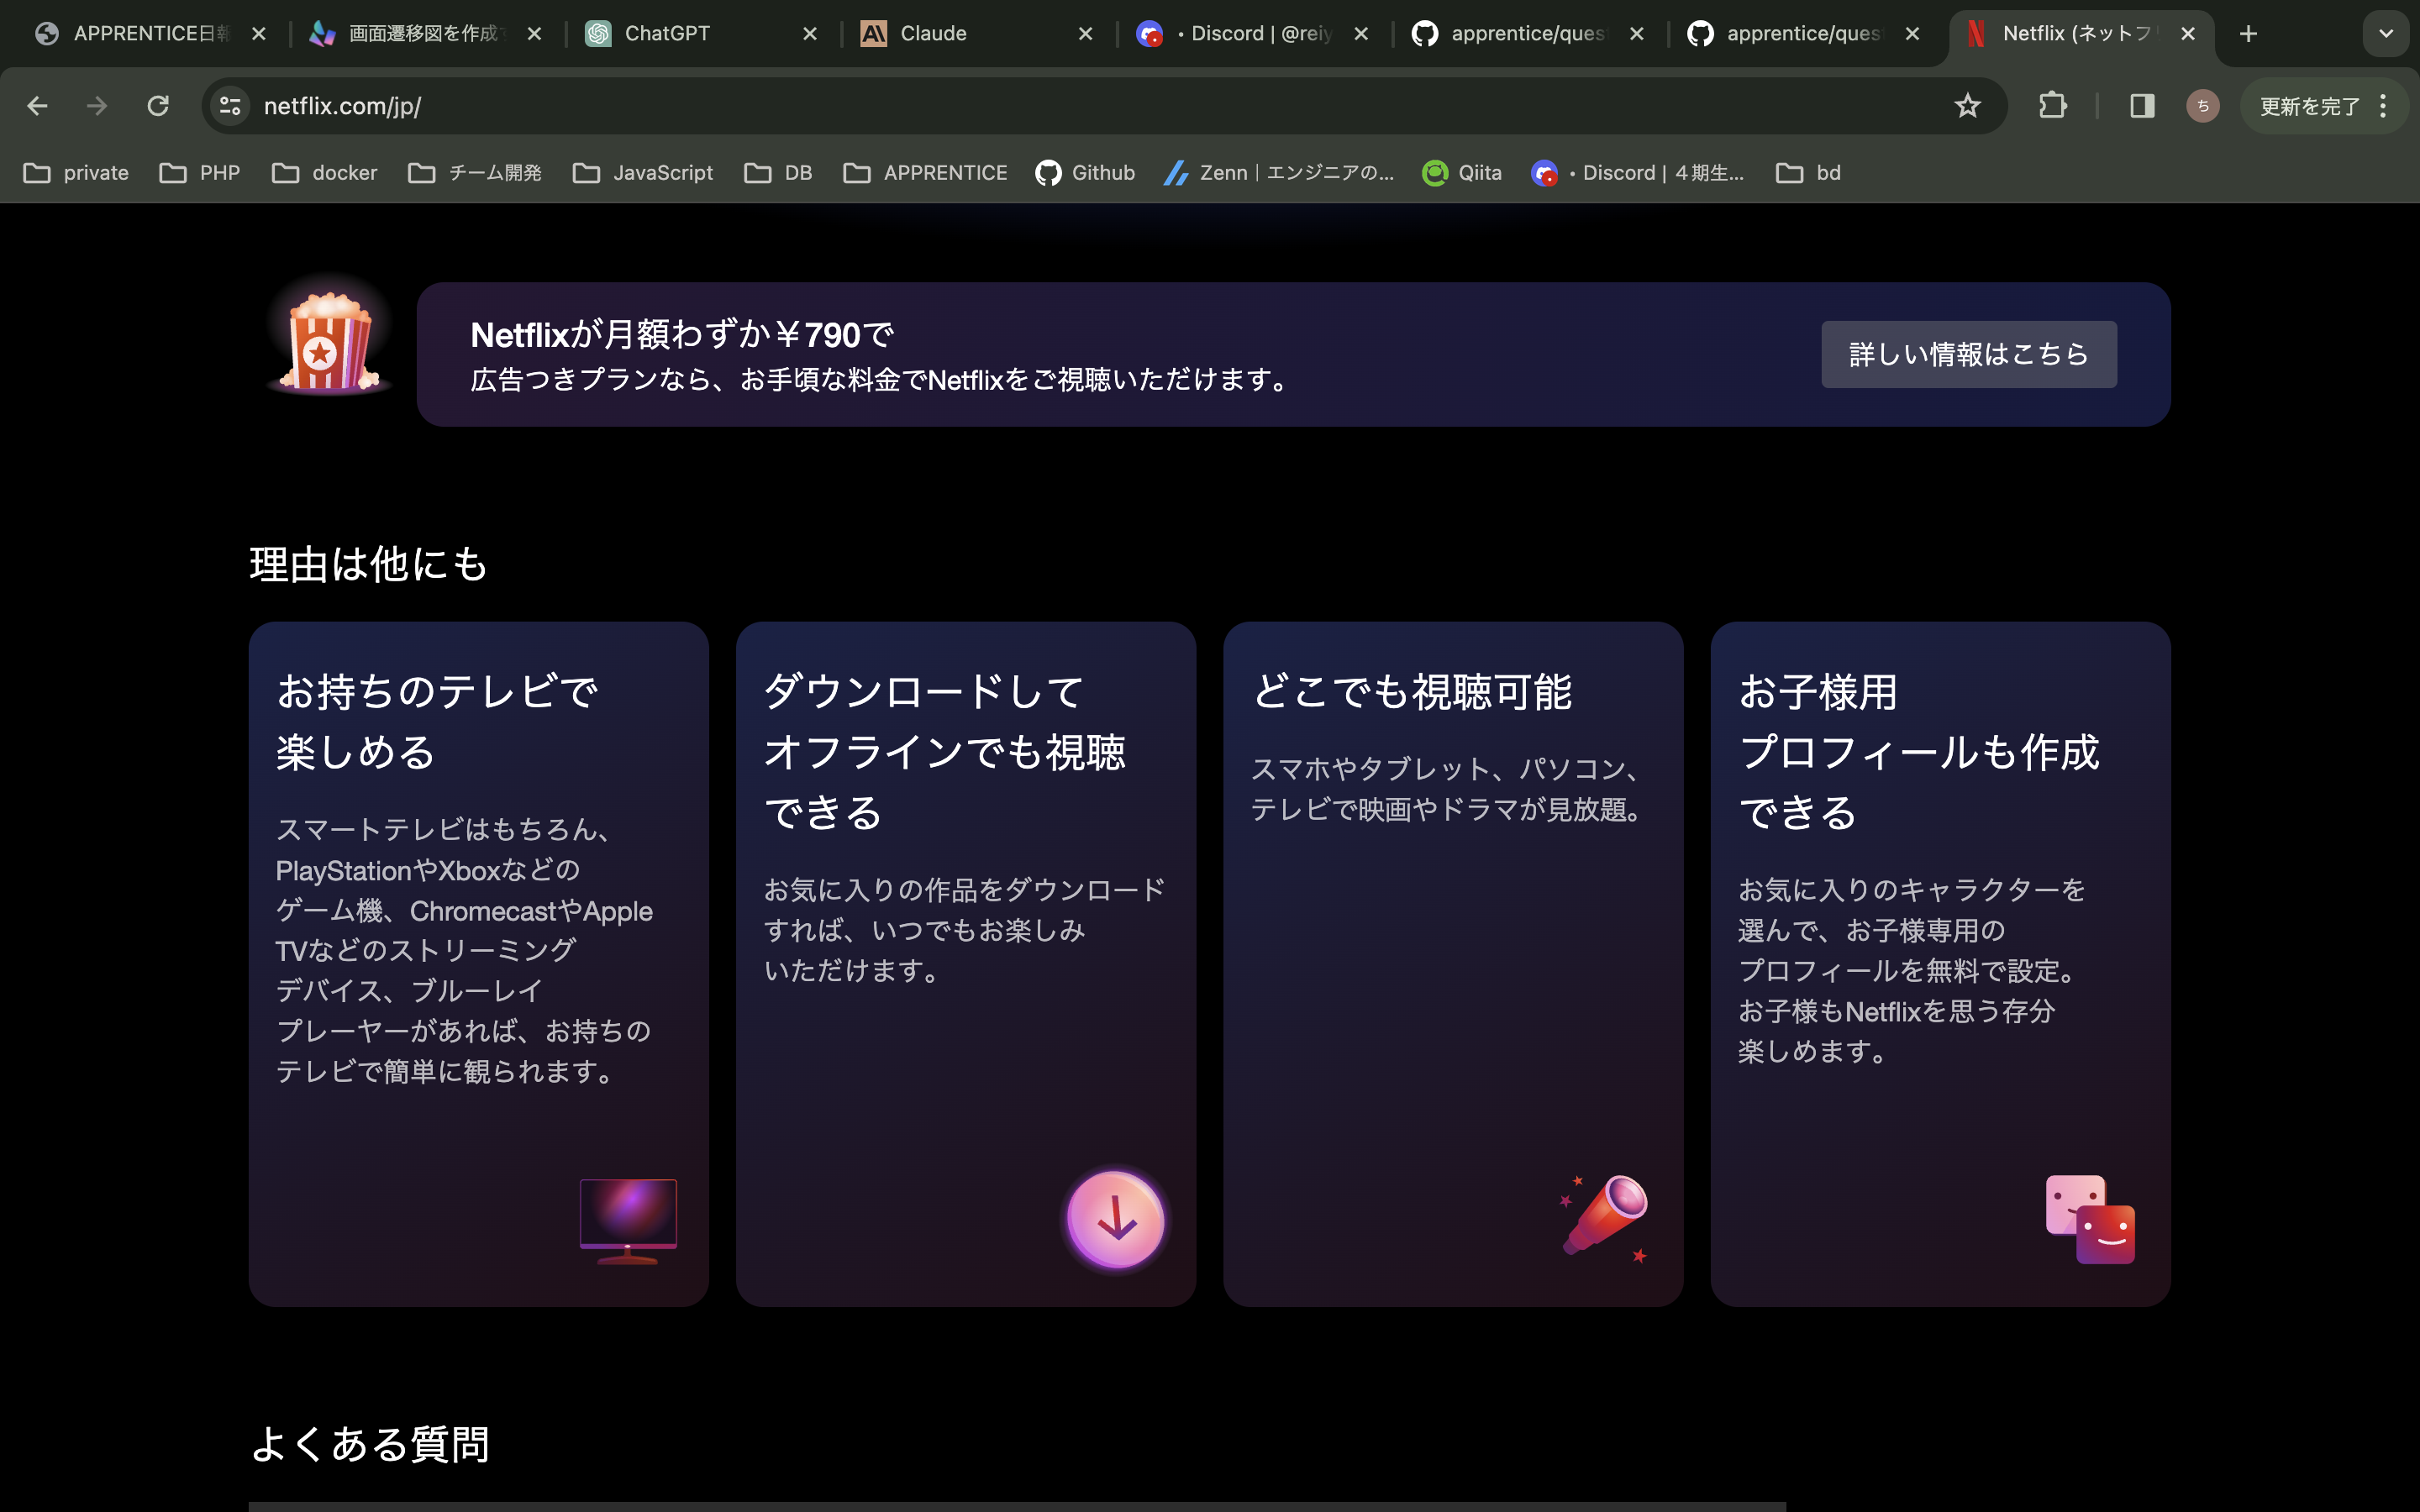 APPRENTICE日報
画面遷移図を作成
ChatGPT
Claude
• Discord | @reiy
apprentice/ques
apprentice/ques
Netflix (ネットフ
netflix.com/jp/
ち
更新を完了
private
PHP
docker
チーム開発
JavaScript
DB
APPRENTICE
Github
Zenn｜エンジニアの...
Qiita
• Discord | 4期生...
bd
Netflixが月額わずか￥790で
広告つきプランなら、お手頃な料金でNetflixをご視聴いただけます。
詳しい情報はこちら
理由は他にも
お持ちのテレビで
楽しめる
スマートテレビはもちろん、
PlayStationやXboxなどの
ゲーム機、ChromecastやApple
TVなどのストリーミング
デバイス、ブルーレイ
プレーヤーがあれば、お持ちの
テレビで簡単に観られます。
ダウンロードして
オフラインでも視聴
できる
お気に入りの作品をダウンロード
すれば、いつでもお楽しみ
いただけます。
どこでも視聴可能
スマホやタブレット、パソコン、
テレビで映画やドラマが見放題。
お子様用
プロフィールも作成
できる
お気に入りのキャラクターを
選んで、お子様専用の
プロフィールを無料で設定。
お子様もNetflixを思う存分
楽しめます。
よくある質問